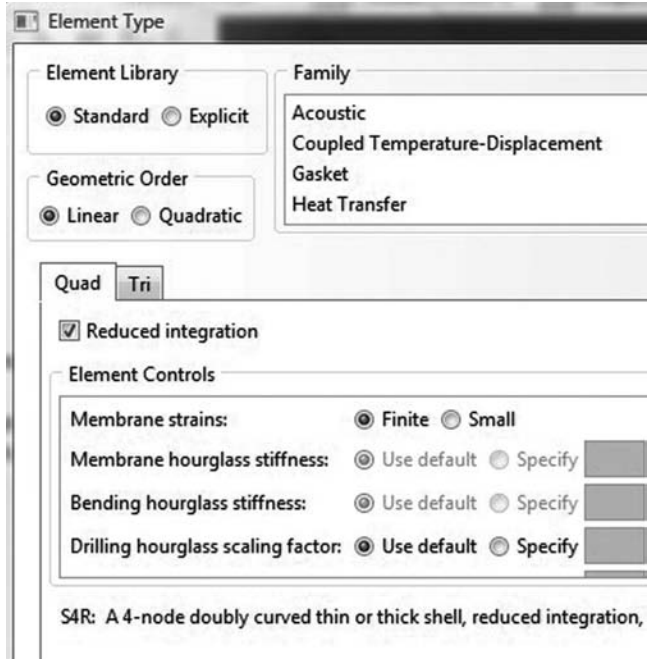 Element Type
Element Library
Standard Explicit
Geometric Order
Linear Quadratic
Family
Acoustic
Coupled Temperature-Displacement
Gasket
Heat Transfer
Quad Tri
Reduced integration
Element Controls
Membrane strains: Finite Small
Membrane hourglass stiffness: Use default Specify
Bending hourglass stiffness: Use default Specify
Drilling hourglass scaling factor: Use default Specify
S4R: A 4-node doubly curved thin or thick shell, reduced integration,